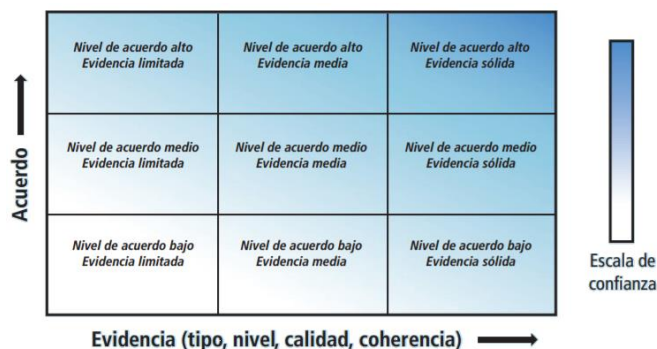 Nivel de acuerdo alto
Evidencia limitada
Nivel de acuerdo alto
Evidencia media
Nivel de acuerdo alto
Evidencia sólida
Nivel de acuerdo medio
Evidencia limitada
Nivel de acuerdo medio
Evidencia media
Nivel de acuerdo medio
Evidencia sólida
Nivel de acuerdo bajo
Evidencia limitada
Nivel de acuerdo bajo
Evidencia media
Nivel de acuerdo bajo
Evidencia sólida
Acuerdo
Evidencia (tipo, nivel, calidad, coherencia)
Escala de
confianza